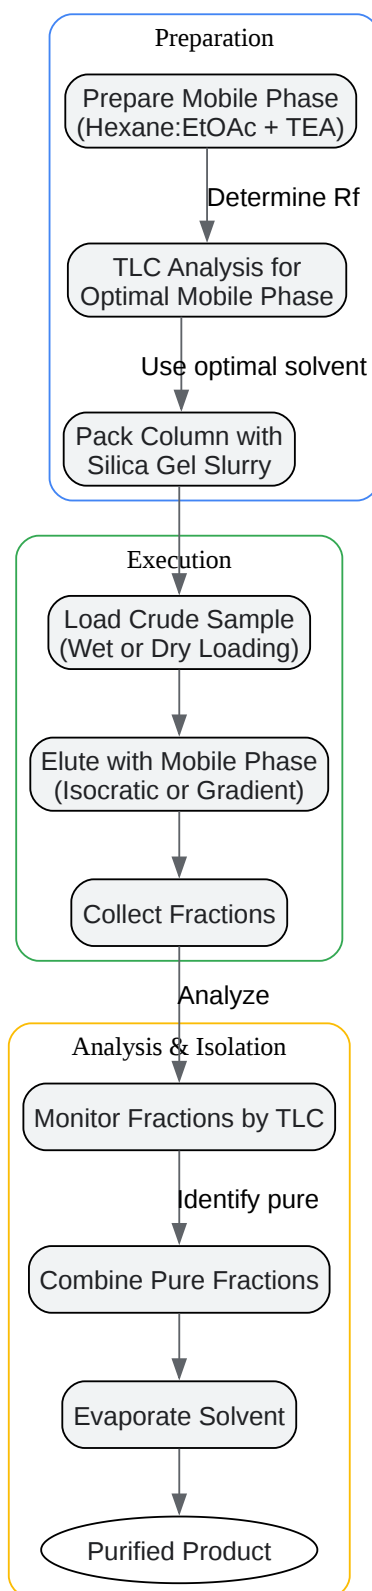 Preparation
Prepare Mobile Phase
(Hexane:EtOAc + TEA)
Determine Rf
TLC Analysis for
Optimal Mobile Phase
Use optimal solvent
Pack Column with
Silica Gel Slurry
Execution
Load Crude Sample
(Wet or Dry Loading)
Elute with Mobile Phase
(Isocratic or Gradient)
Collect Fractions
Analyze
Analysis & Isolation
Monitor Fractions by TLC
Identify pure
Combine Pure Fractions
Evaporate Solvent
Purified Product